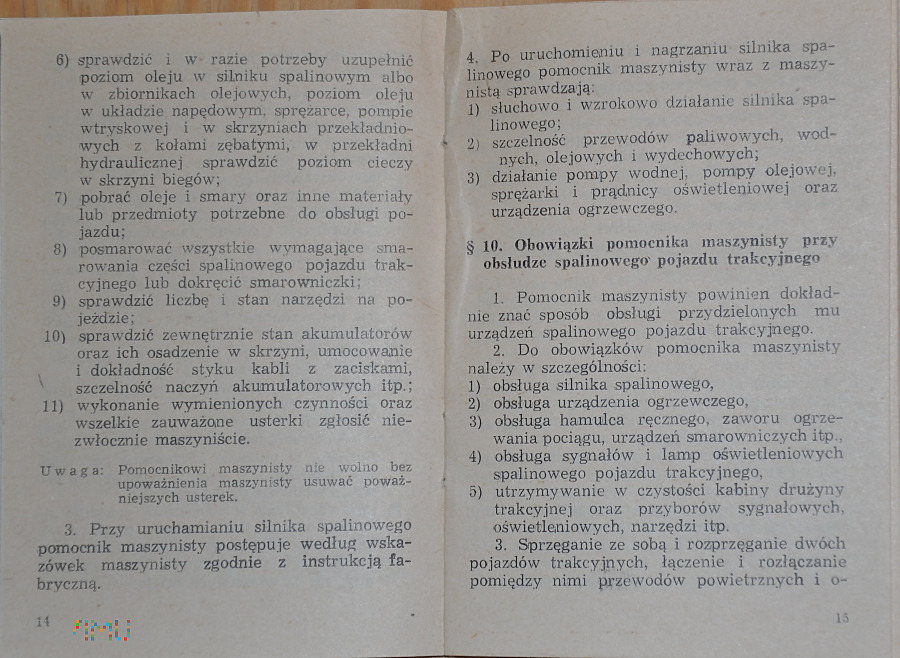 6) sprawdzić i w razie potrzeby uzupełnić
poziom oleju w silniku spalinowym albo
w zbiornikach olejowych, poziom oleju
w układzie napędowym, sprężarce, pompie
wtryskowej i w skrzyniach przekładnio-
wych z kołami zębatymi, w przekładni
hydraulicznej sprawdzić poziom cieczy
w skrzyni biegów;
7) pobrać oleje i smary oraz inne materiały
lub przedmioty potrzebne do obsługi po-
jazdu;
8) posmarować wszystkie wymagające sma-
rowania części spalinowego pojazdu trak-
cyjnego lub dokręcić smarowniczki;
9) sprawdzić liczbę i stan narzędzi na po-
jeździe;
10) sprawdzić zewnętrznie stan akumulatorów
oraz ich osadzenie w skrzyni, umocowanie
i dokładność styku kabli z zaciskami,
szczelność naczyń akumulatorowych itp.;
11) wykonanie wymienionych czynności oraz
wszelkie zauważone usterki zgłosić nie-
zwłocznie maszyniście.
Uwaga: Pomocnikowi maszynisty nie wolno bez
upoważnienia maszynisty usuwać poważ-
niejszych usterek.
3. Przy uruchamianiu silnika spalinowego
pomocnik maszynisty postępuje według wska-
zówek maszynisty zgodnie z instrukcją fa-
bryczną.
14
4. Po uruchomieniu i nagrzaniu silnika spa-
linowego pomocnik maszynisty wraz z maszy-
nistą sprawdzają:
1) słuchowo i wzrokowo działanie silnika spa-
linowego;
2) szczelność przewodów paliwowych, wod-
nych, olejowych i wydechowych;
3) działanie pompy wodnej, pompy olejowej,
sprężarki i prądnicy oświetleniowej oraz
urządzenia ogrzewczego.
§ 10. Obowiązki pomocnika maszynisty przy
obsłudze spalinowego pojazdu trakcyjnego
1. Pomocnik maszynisty powinien dokład-
nie znać sposób obsługi przydzielonych mu
urządzeń spalinowego pojazdu trakcyjnego.
2. Do obowiązków pomocnika maszynisty
należy w szczególności:
1) obsługa silnika spalinowego,
2) obsługa urządzenia ogrzewczego,
3) obsługa hamulca ręcznego, zaworu ogrze-
wania pociągu, urządzeń smarowniczych itp.,
4) obsługa sygnałów i lamp oświetleniowych
spalinowego pojazdu trakcyjnego,
5) utrzymywanie w czystości kabiny drużyny
trakcyjnej oraz przyborów sygnałowych,
oświetleniowych, narzędzi itp.
3. Sprzęganie ze sobą i rozprzęganie dwóch
pojazdów trakcyjnych, łączenie i rozłączanie
pomiędzy nimi przewodów powietrznych i o-
15